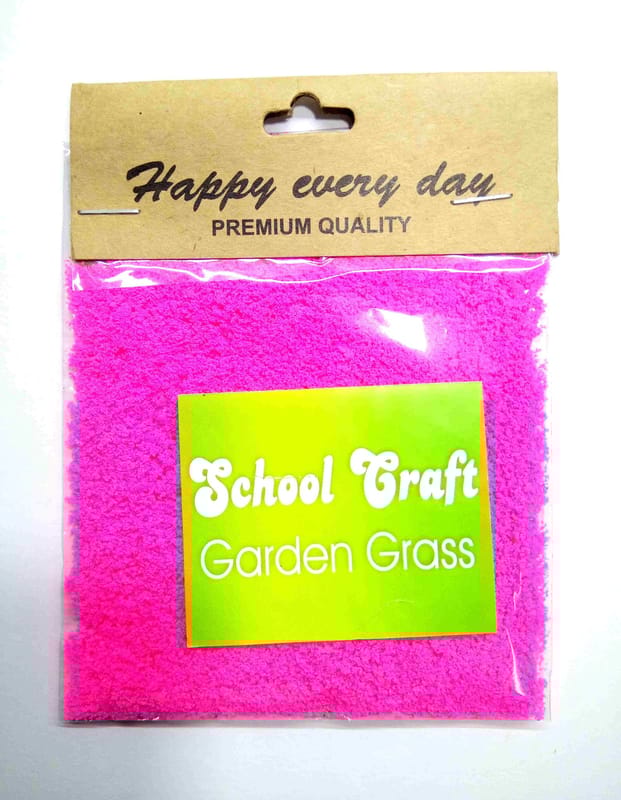 Happy every day
PREMIUM QUALITY
School Craft
Garden Grass